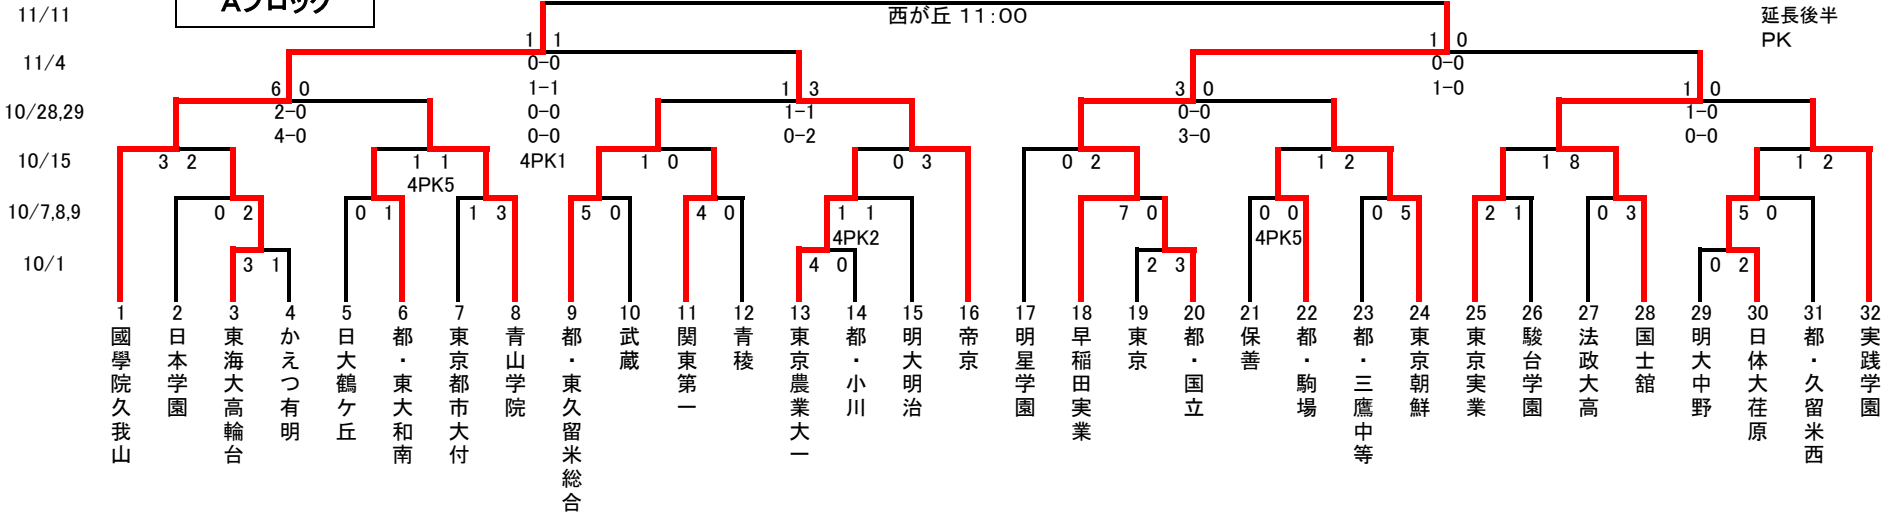 Aブロック
11/11
西が丘 11:00
延長後半
PK
1 1
1 0
11/4
0-0
0-0
6 0
1-1
1 3
3 0
1-0
1 0
10/28,29
2-0
0-0
1-1
0-0
1-0
4-0
0-0
0-2
3-0
0-0
10/15
3 2
1 1
4PK1
1 0
0 3
0 2
1 2
1 8
1 2
4PK5
10/7,8,9
0 2
0 1
1 3
5 0
4 0
1 1
7 0
0 0
0 5
2 1
0 3
5 0
4PK2
4PK5
10/1
3 1
4 0
2 3
0 2
1 國學院久我山
2 日本学園
3 東海大高輪台
4 かえつ有明
5 日大鶴ケ丘
6 都・東大和南
7 東京都市大付
8 青山学院
9 都・東久留米総合
10 武蔵
11 関東第一
12 青稜
13 東京農業大一
14 都・小川
15 明大明治
16 帝京
17 明星学園
18 早稲田実業
19 東京
20 都・国立
21 保善
22 都・駒場
23 都・三鷹中等
24 東京朝鮮
25 東京実業
26 駿台学園
27 法政大高
28 国士舘
29 明大中野
30 日体大荏原
31 都・久留米西
32 実践学園